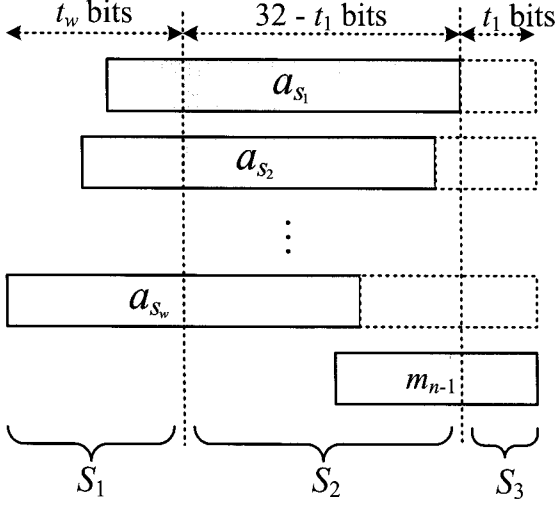 t_w bits 32 - t_1 bits t_1 bits
a_{s_1}
a_{s_2}
⋮
a_{s_w}
m_{n-1}
S_1 S_2 S_3